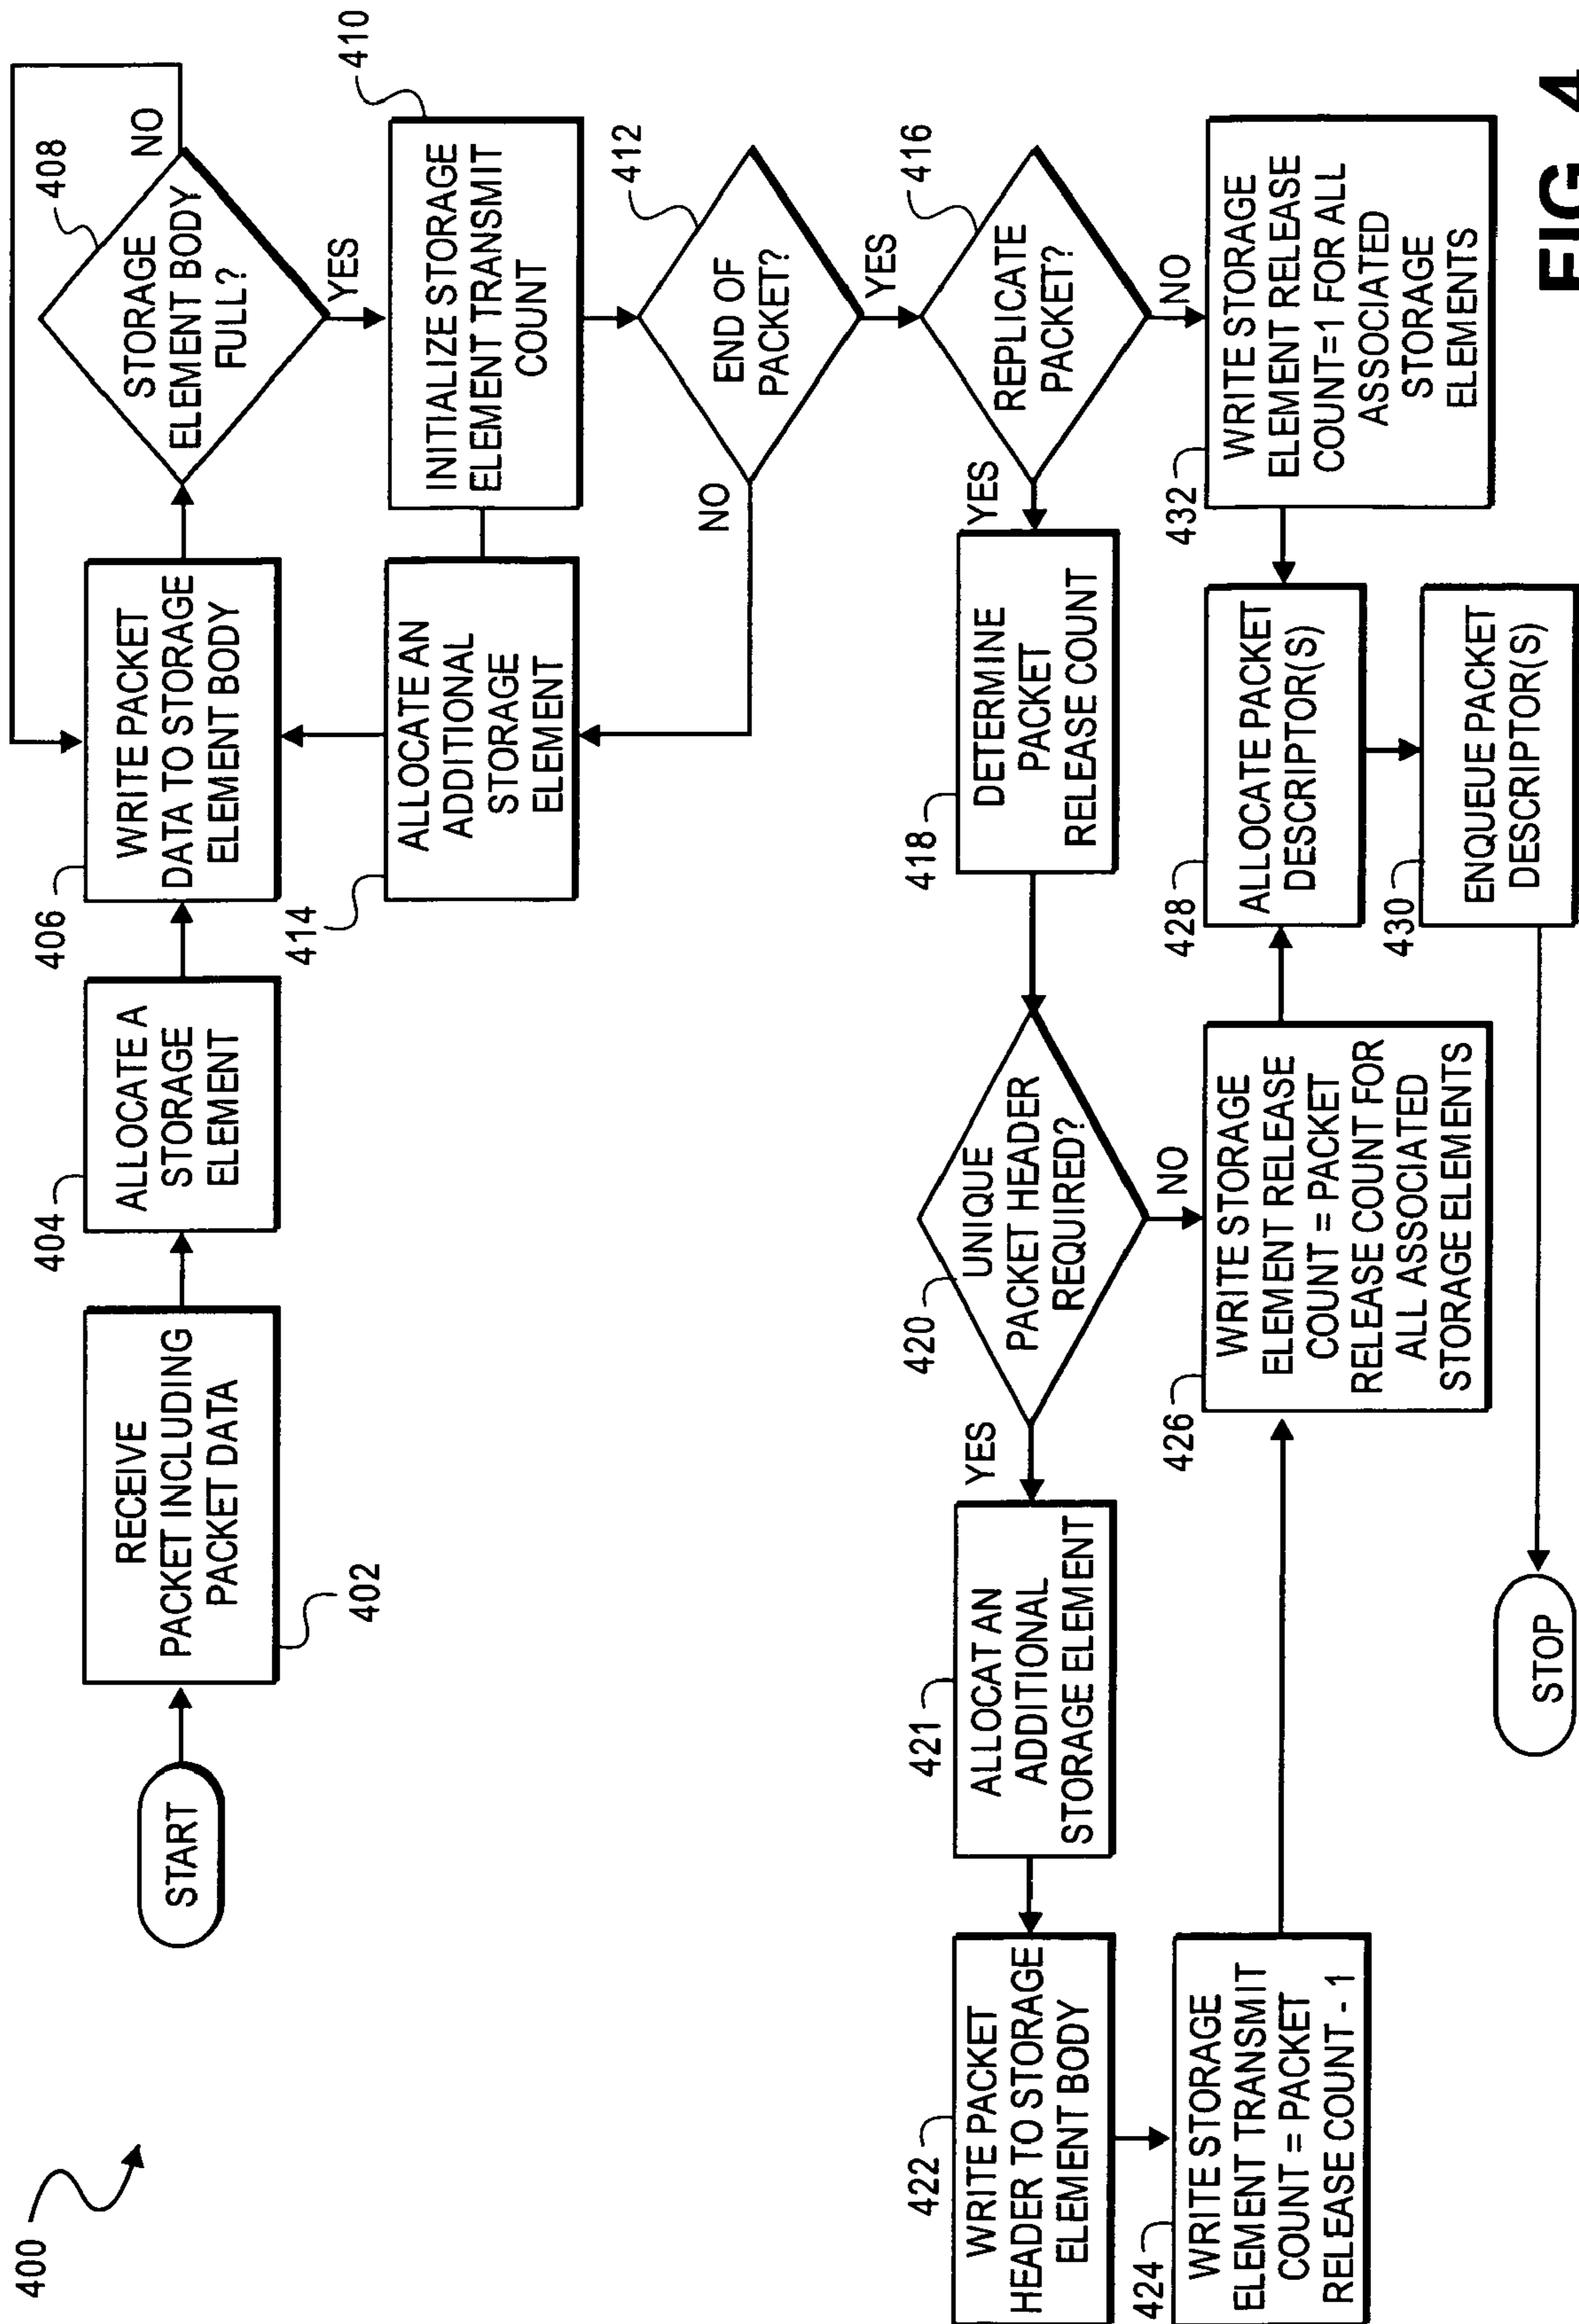 400
START
RECEIVE
PACKET INCLUDING
PACKET DATA
402
ALLOCATE A
STORAGE
ELEMENT
404
WRITE PACKET
DATA TO STORAGE
ELEMENT BODY
406
STORAGE
ELEMENT BODY
FULL?
408
NO
YES
INITIALIZE STORAGE
ELEMENT TRANSMIT
COUNT
410
END OF
PACKET?
412
NO
YES
ALLOCATE AN
ADDITIONAL
STORAGE
ELEMENT
414
REPLICATE
PACKET?
416
YES
NO
DETERMINE
PACKET
RELEASE COUNT
418
UNIQUE
PACKET HEADER
REQUIRED?
420
YES
NO
ALLOCAT AN
ADDITIONAL
STORAGE ELEMENT
421
WRITE PACKET
HEADER TO STORAGE
ELEMENT BODY
422
WRITE STORAGE
ELEMENT TRANSMIT
COUNT = PACKET
RELEASE COUNT - 1
424
WRITE STORAGE
ELEMENT RELEASE
COUNT = PACKET
RELEASE COUNT FOR
ALL ASSOCIATED
STORAGE ELEMENTS
426
ALLOCATE PACKET
DESCRIPTOR(S)
428
ENQUEUE PACKET
DESCRIPTOR(S)
430
WRITE STORAGE
ELEMENT RELEASE
COUNT=1 FOR ALL
ASSOCIATED
STORAGE
ELEMENTS
432
STOP
FIG. 4